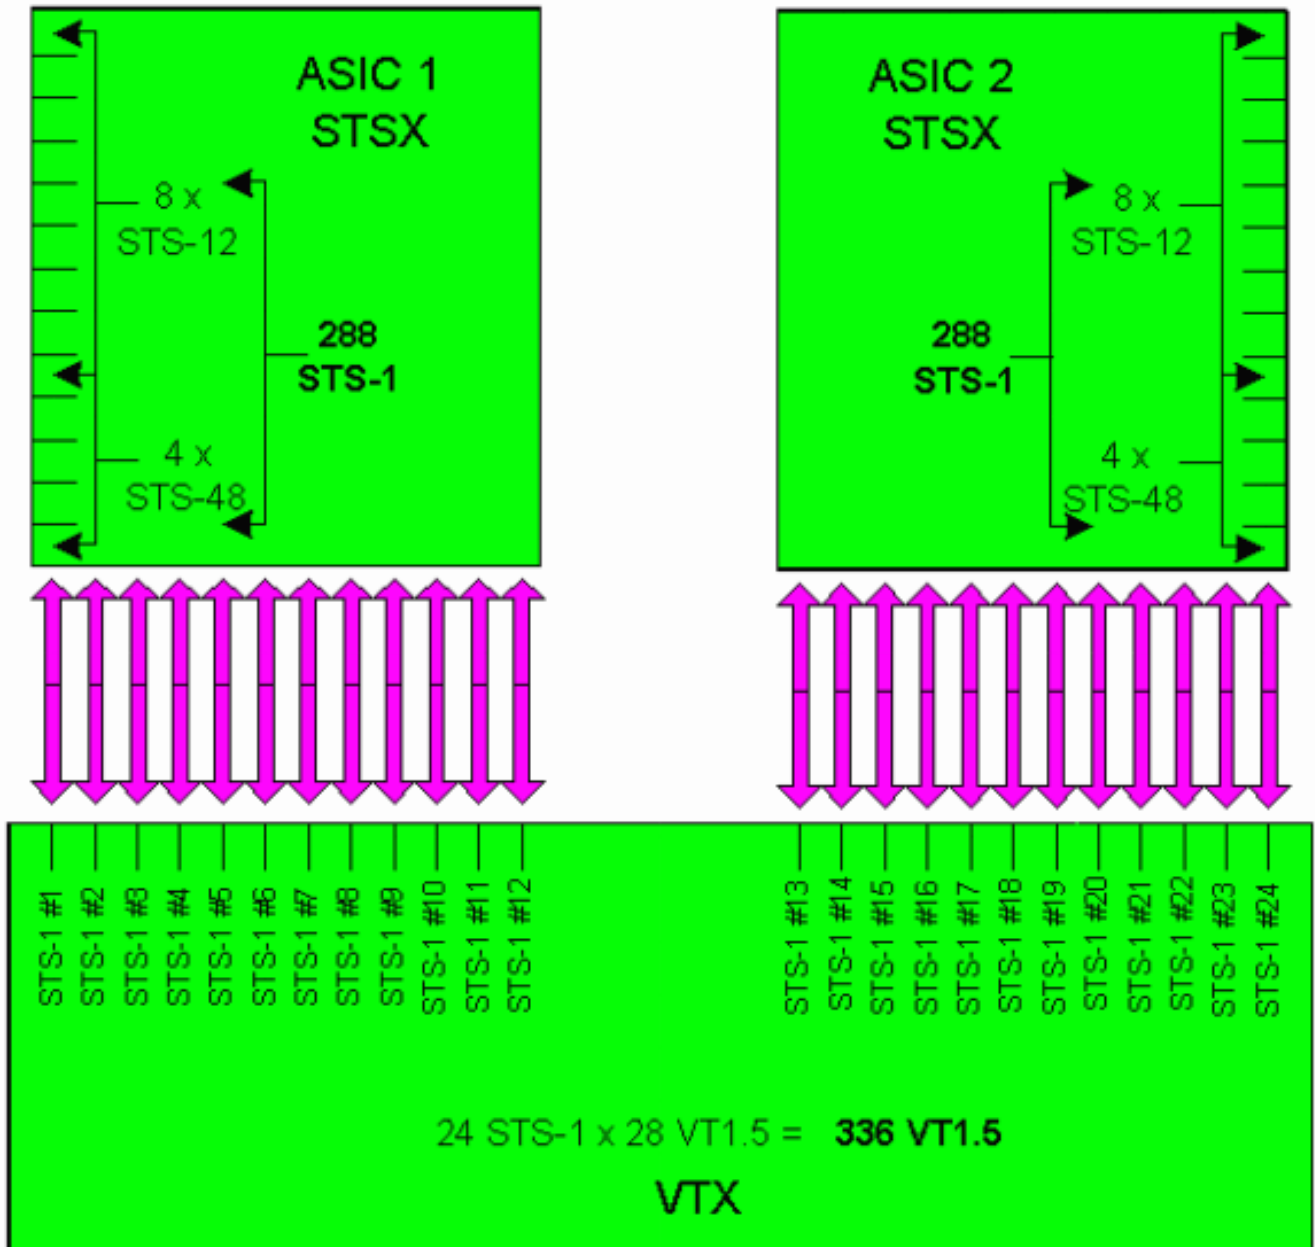 ASIC 1
STSX
8 x
STS-12
288
STS-1
4 x
STS-48
ASIC 2
STSX
8 x
STS-12
288
STS-1
4 x
STS-48
STS-1 #1
STS-1 #2
STS-1 #3
STS-1 #4
STS-1 #5
STS-1 #6
STS-1 #7
STS-1 #8
STS-1 #9
STS-1 #10
STS-1 #11
STS-1 #12
STS-1 #13
STS-1 #14
STS-1 #15
STS-1 #16
STS-1 #17
STS-1 #18
STS-1 #19
STS-1 #20
STS-1 #21
STS-1 #22
STS-1 #23
STS-1 #24
24 STS-1 x 28 VT1.5 = 336 VT1.5
VTX